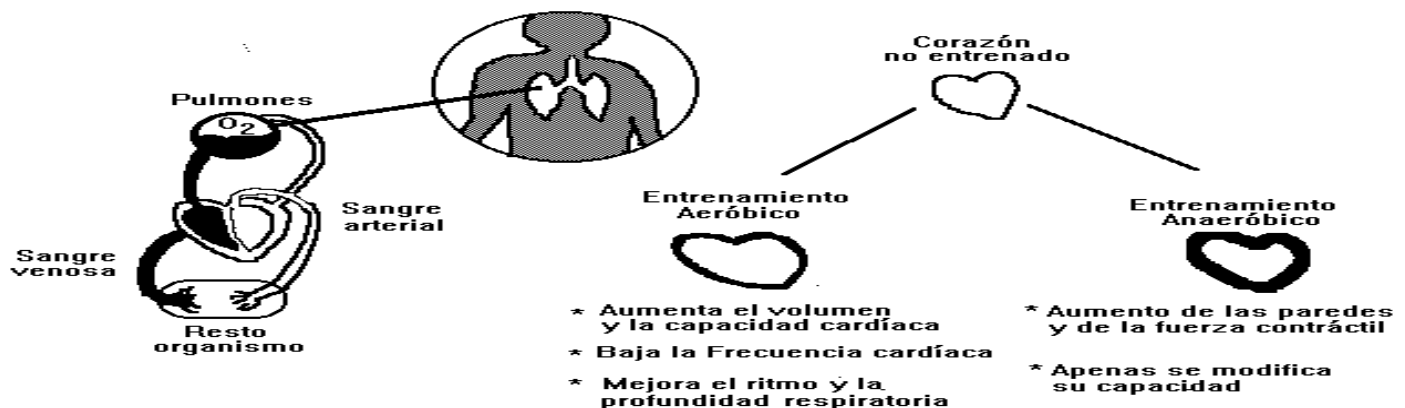 Pulmones
O2
Sangre
arterial
Sangre
venosa
Resto
organismo
Corazón
no entrenado
Entrenamiento
Aeróbico
* Aumenta el volumen
y la capacidad cardíaca
* Baja la Frecuencia cardíaca
* Mejora el ritmo y la
profundidad respiratoria
Entrenamiento
Anaeróbico
* Aumento de las paredes
y de la fuerza contráctil
* Apenas se modifica
su capacidad